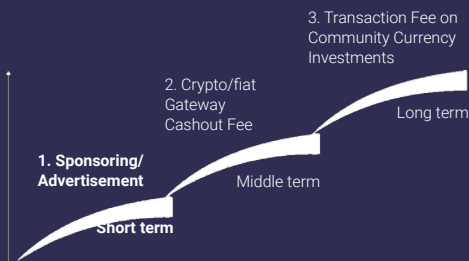 3. Transaction Fee on
Community Currency
Investments
2. Crypto/fiat
Gateway
Cashout Fee
Long term
1. Sponsoring/
Advertisement
Middle term
Short term